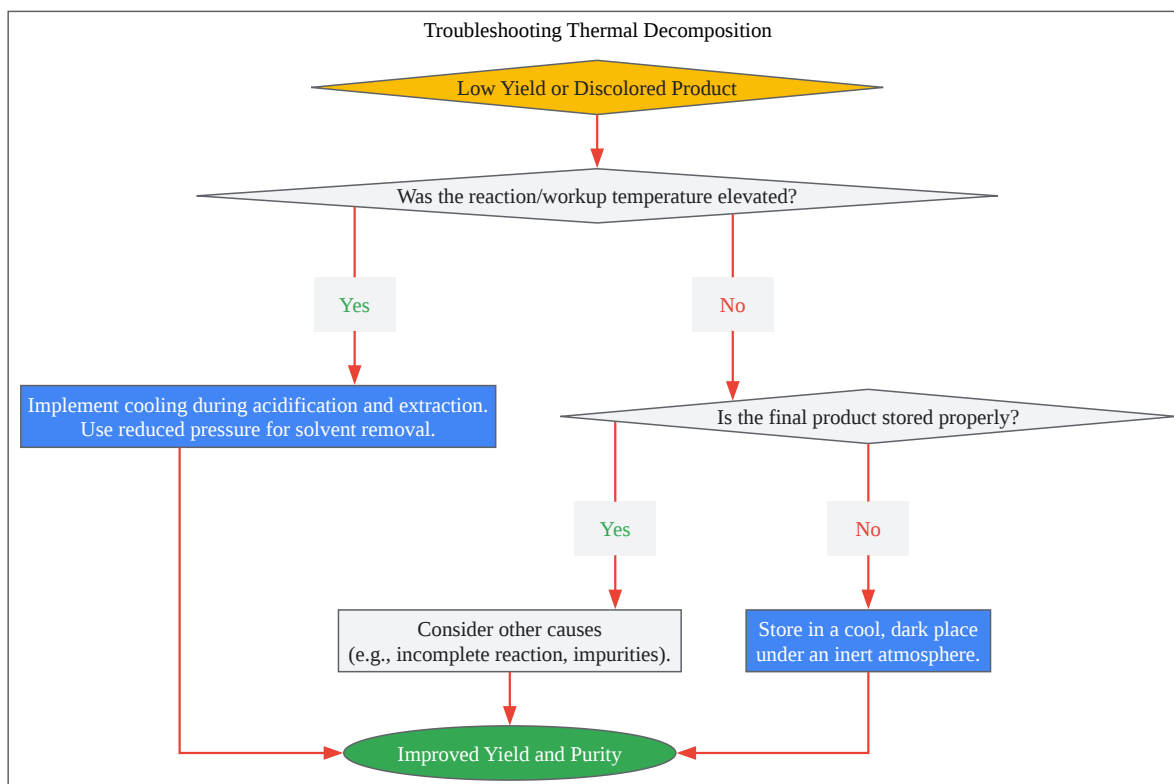 Troubleshooting Thermal Decomposition
Low Yield or Discolored Product
Was the reaction/workup temperature elevated?
Yes
No
Implement cooling during acidification and extraction.
Use reduced pressure for solvent removal.
Is the final product stored properly?
Yes
No
Consider other causes
(e.g., incomplete reaction, impurities).
Store in a cool, dark place
under an inert atmosphere.
Improved Yield and Purity